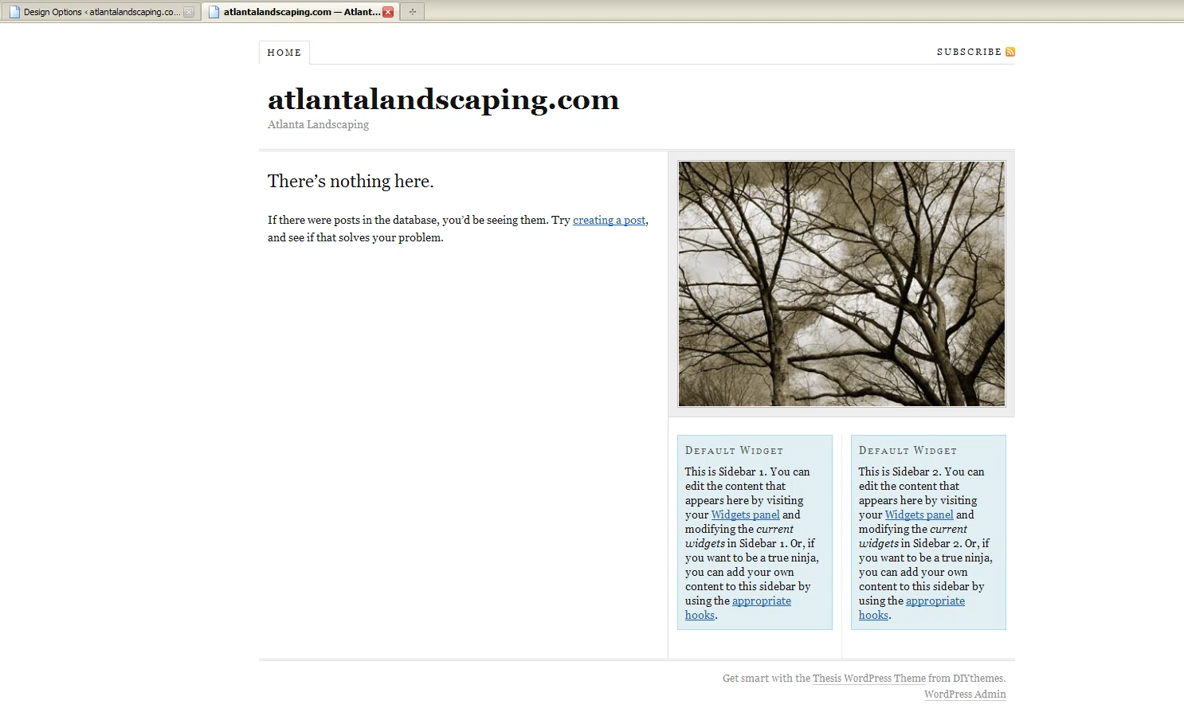 Design Options ‹ atlantalandscaping.co...
atlantalandscaping.com — Atlant...
HOME
SUBSCRIBE
atlantalandscaping.com
Atlanta Landscaping
There’s nothing here.
If there were posts in the database, you’d be seeing them. Try creating a post,
and see if that solves your problem.
Default Widget
This is Sidebar 1. You can
edit the content that
appears here by visiting
your Widgets panel and
modifying the current
widgets in Sidebar 1. Or, if
you want to be a true ninja,
you can add your own
content to this sidebar by
using the appropriate
hooks.
Default Widget
This is Sidebar 2. You can
edit the content that
appears here by visiting
your Widgets panel and
modifying the current
widgets in Sidebar 2. Or, if
you want to be a true ninja,
you can add your own
content to this sidebar by
using the appropriate
hooks.
Get smart with the Thesis WordPress Theme from DIYthemes.
WordPress Admin